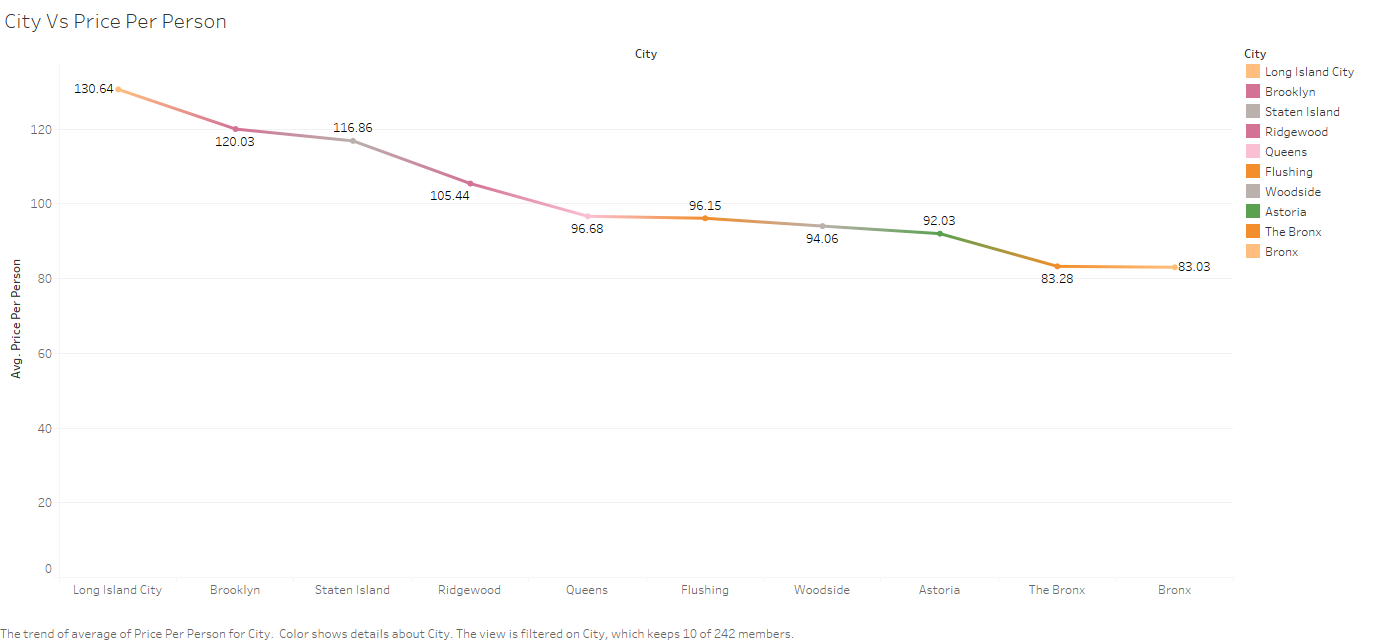 City Vs Price Per Person
City
City
Long Island City
Brooklyn
Staten Island
Ridgewood
Queens
Flushing
Woodside
Astoria
The Bronx
Bronx
Avg. Price Per Person
120
100
80
60
40
20
0
130.64
120.03
116.86
105.44
96.68
96.15
94.06
92.03
83.28
83.03
Long Island City
Brooklyn
Staten Island
Ridgewood
Queens
Flushing
Woodside
Astoria
The Bronx
Bronx
The trend of average of Price Per Person for City.  Color shows details about City. The view is filtered on City, which keeps 10 of 242 members.